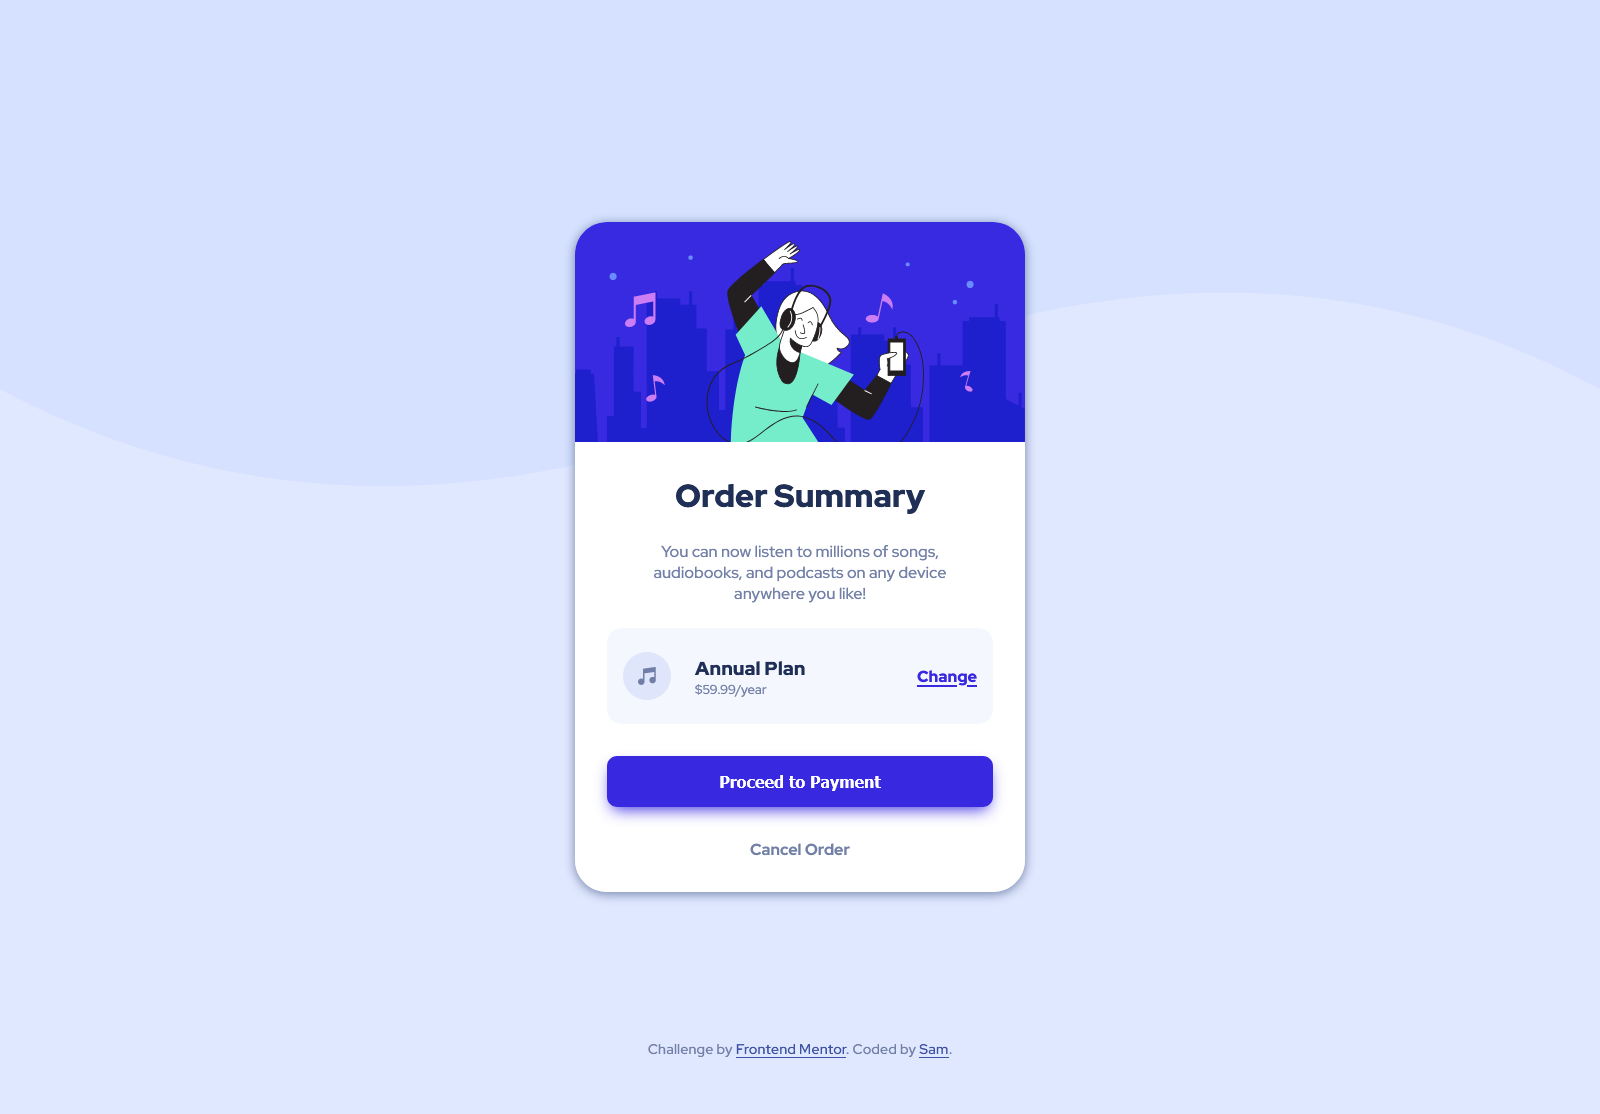 Order Summary
You can now listen to millions of songs,
audiobooks, and podcasts on any device
anywhere you like!
Annual Plan
$59.99/year
Change
Proceed to Payment
Cancel Order
Challenge by Frontend Mentor. Coded by Sam.